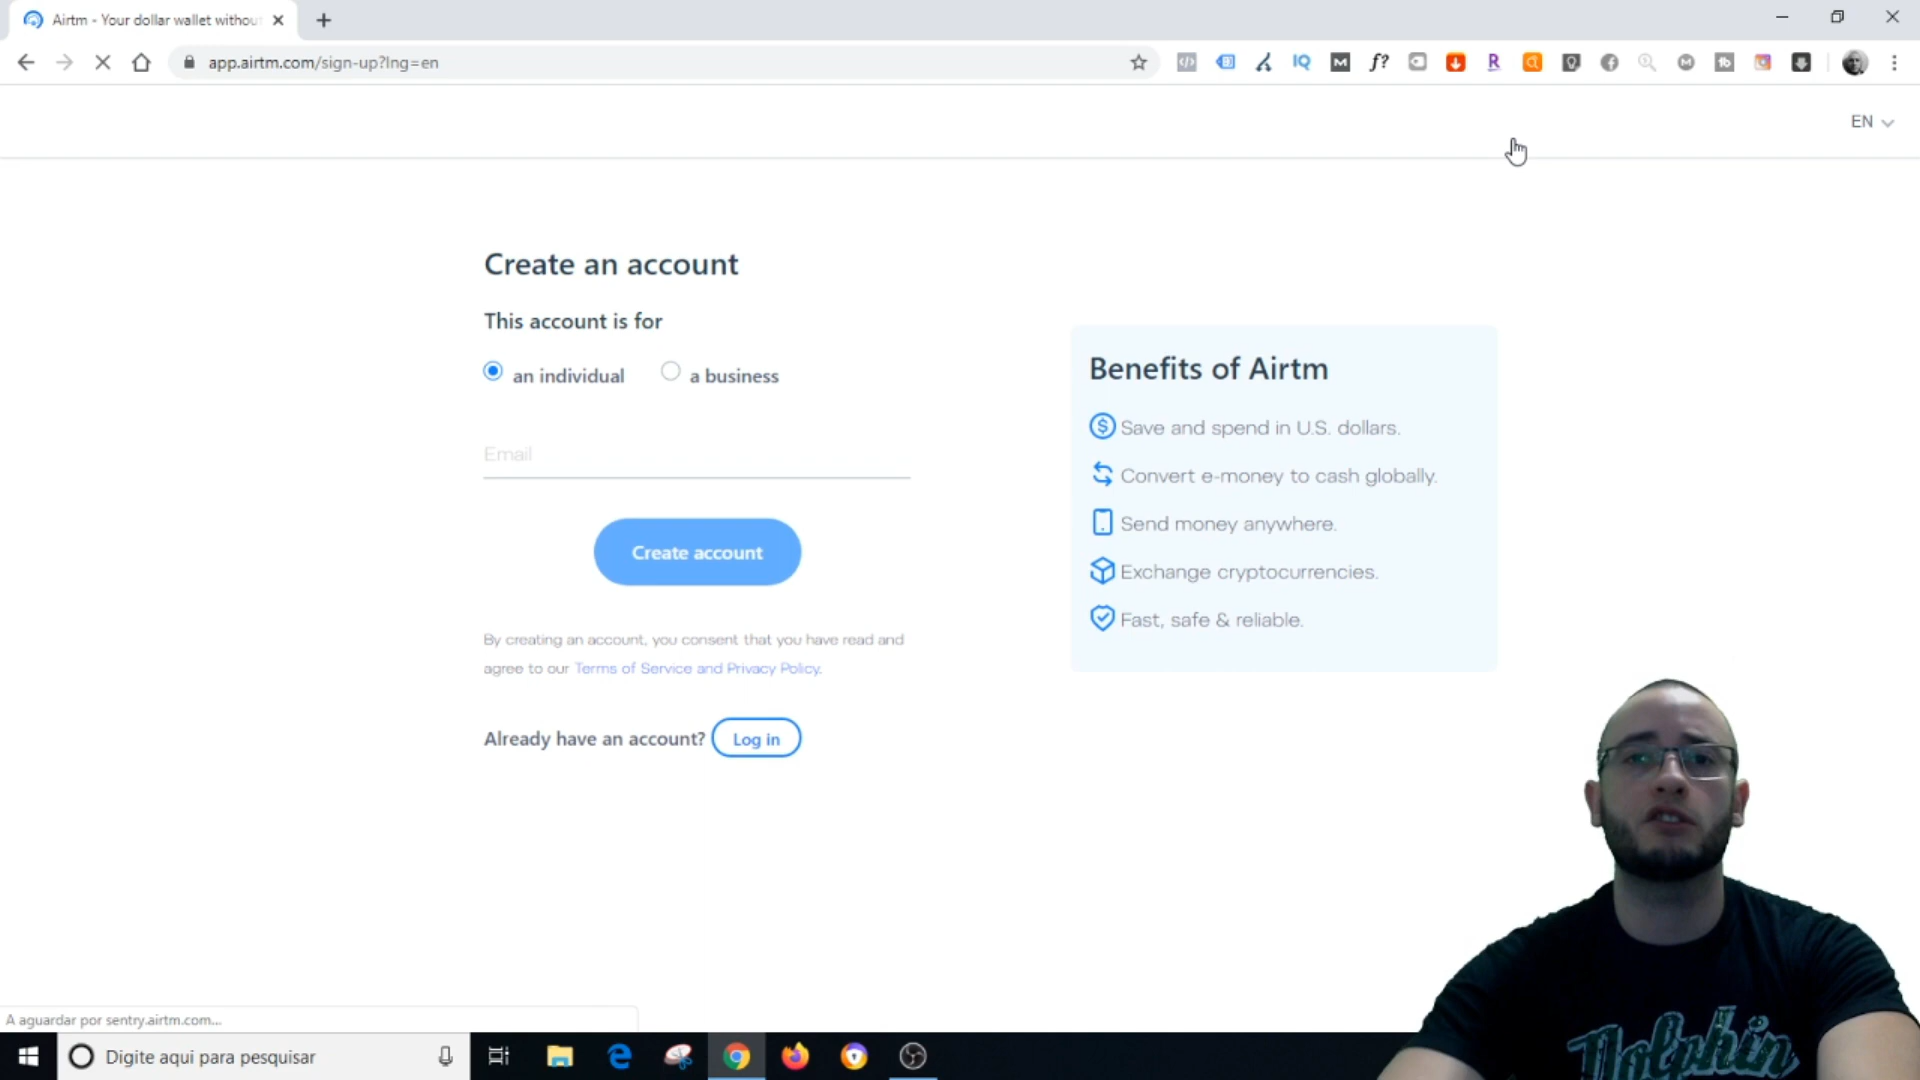 Airtm - Your dollar wallet withou
app.airtm.com/sign-up?lng=en
EN
Create an account
This account is for
an individual
a business
Email
Create account
By creating an account, you consent that you have read and
agree to our Terms of Service and Privacy Policy.
Already have an account? Log in
Benefits of Airtm
Save and spend in U.S. dollars.
Convert e-money to cash globally.
Send money anywhere.
Exchange cryptocurrencies.
Fast, safe & reliable.
A aguardar por sentry.airtm.com...
Digite aqui para pesquisar
Dolphin